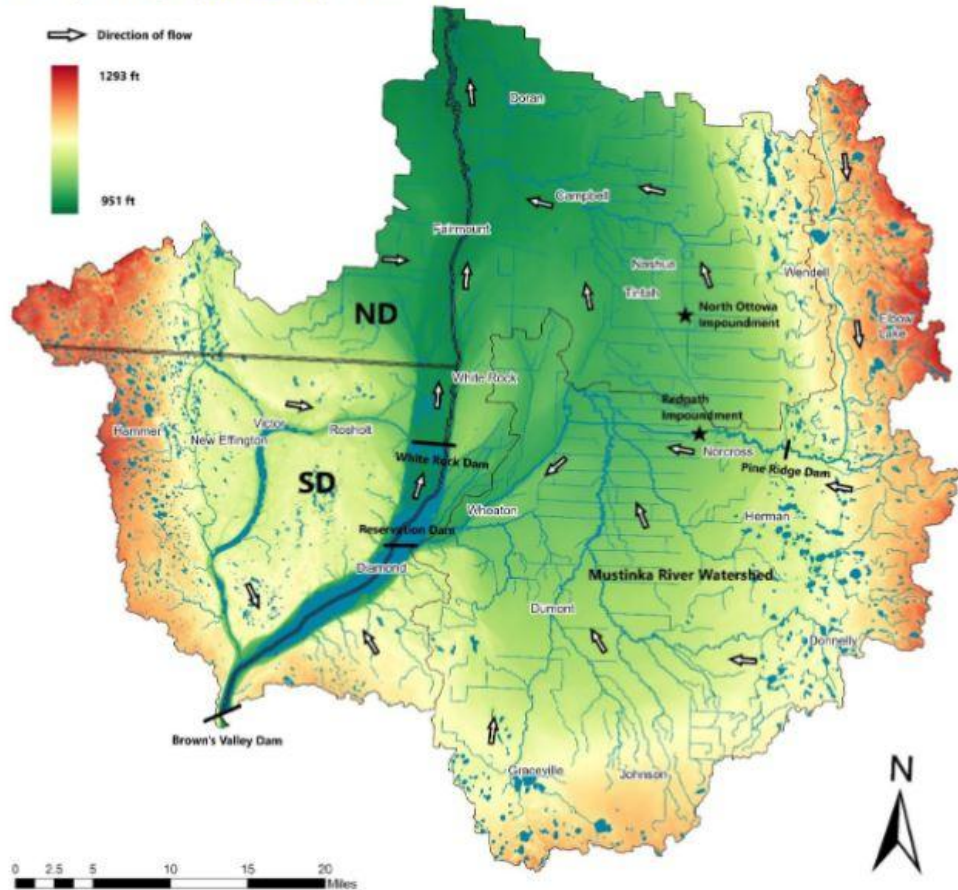 Direction of flow
1293 ft
951 ft
Doran
Campbell
Fairmount
Nashua
Tintah
Wendell
North Ottowa
Impoundment
Elbow
Lake
ND
White Rock
Redpath
Impoundment
Hammer
Victor
New Effington
Rosholt
White Rock Dam
Norcross
Pine Ridge Dam
SD
Wheaton
Herman
Reservation Dam
Diamond
Mustinka River Watershed
Dumont
Donnelly
Brown's Valley Dam
Graceville
Johnson
N
0 2.5 5 10 15 20
Miles